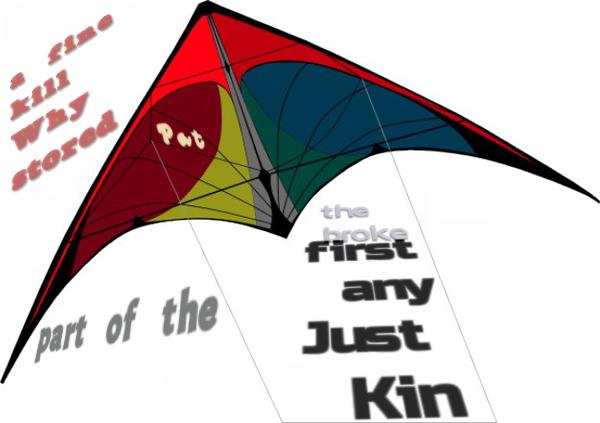 a fine
kill
Why
stored
Pat
part of the
the
broke
first
any
Just
Kin